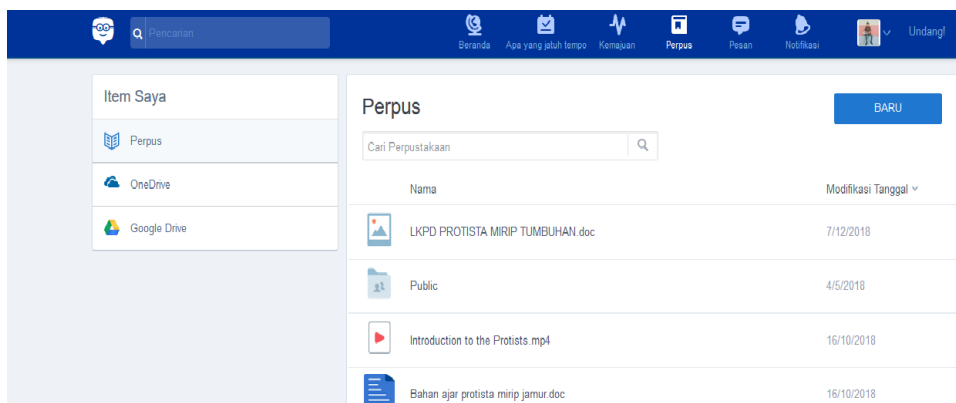 Pencarian
Beranda
Apa yang jatuh tempo
Kemajuan
Perpus
Pesan
Notifikasi
Undang!
Item Saya
Perpus
OneDrive
Google Drive
Perpus
BARU
Cari Perpustakaan
Nama Modifikasi Tanggal
LKPD PROTISTA MIRIP TUMBUHAN.doc 7/12/2018
Public 4/5/2018
Introduction to the Protists.mp4 16/10/2018
Bahan ajar protista mirip jamur.doc 16/10/2018